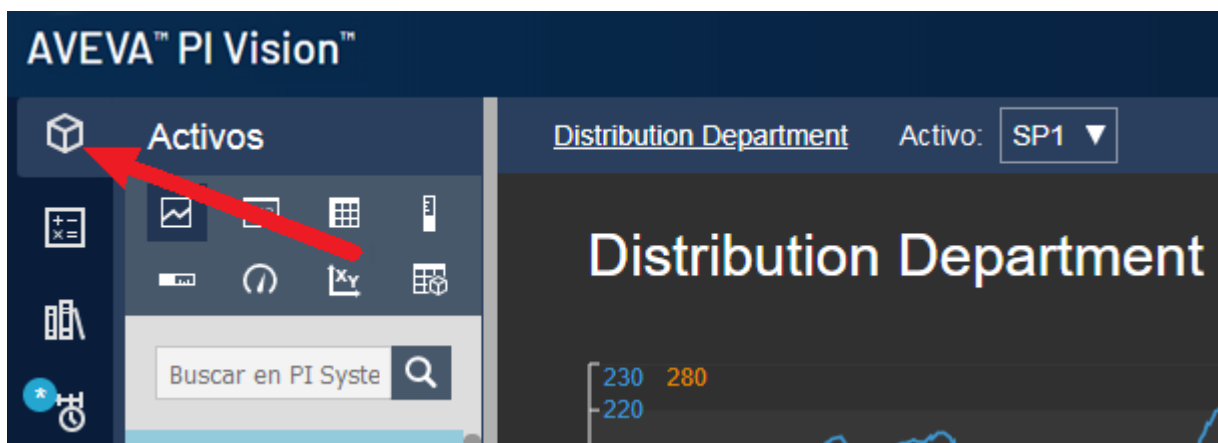 AVEVA™ PI Vision™
Activos
Distribution Department Activo: SP1 ▼
Distribution Department
Buscar en PI Syste
230 280
220